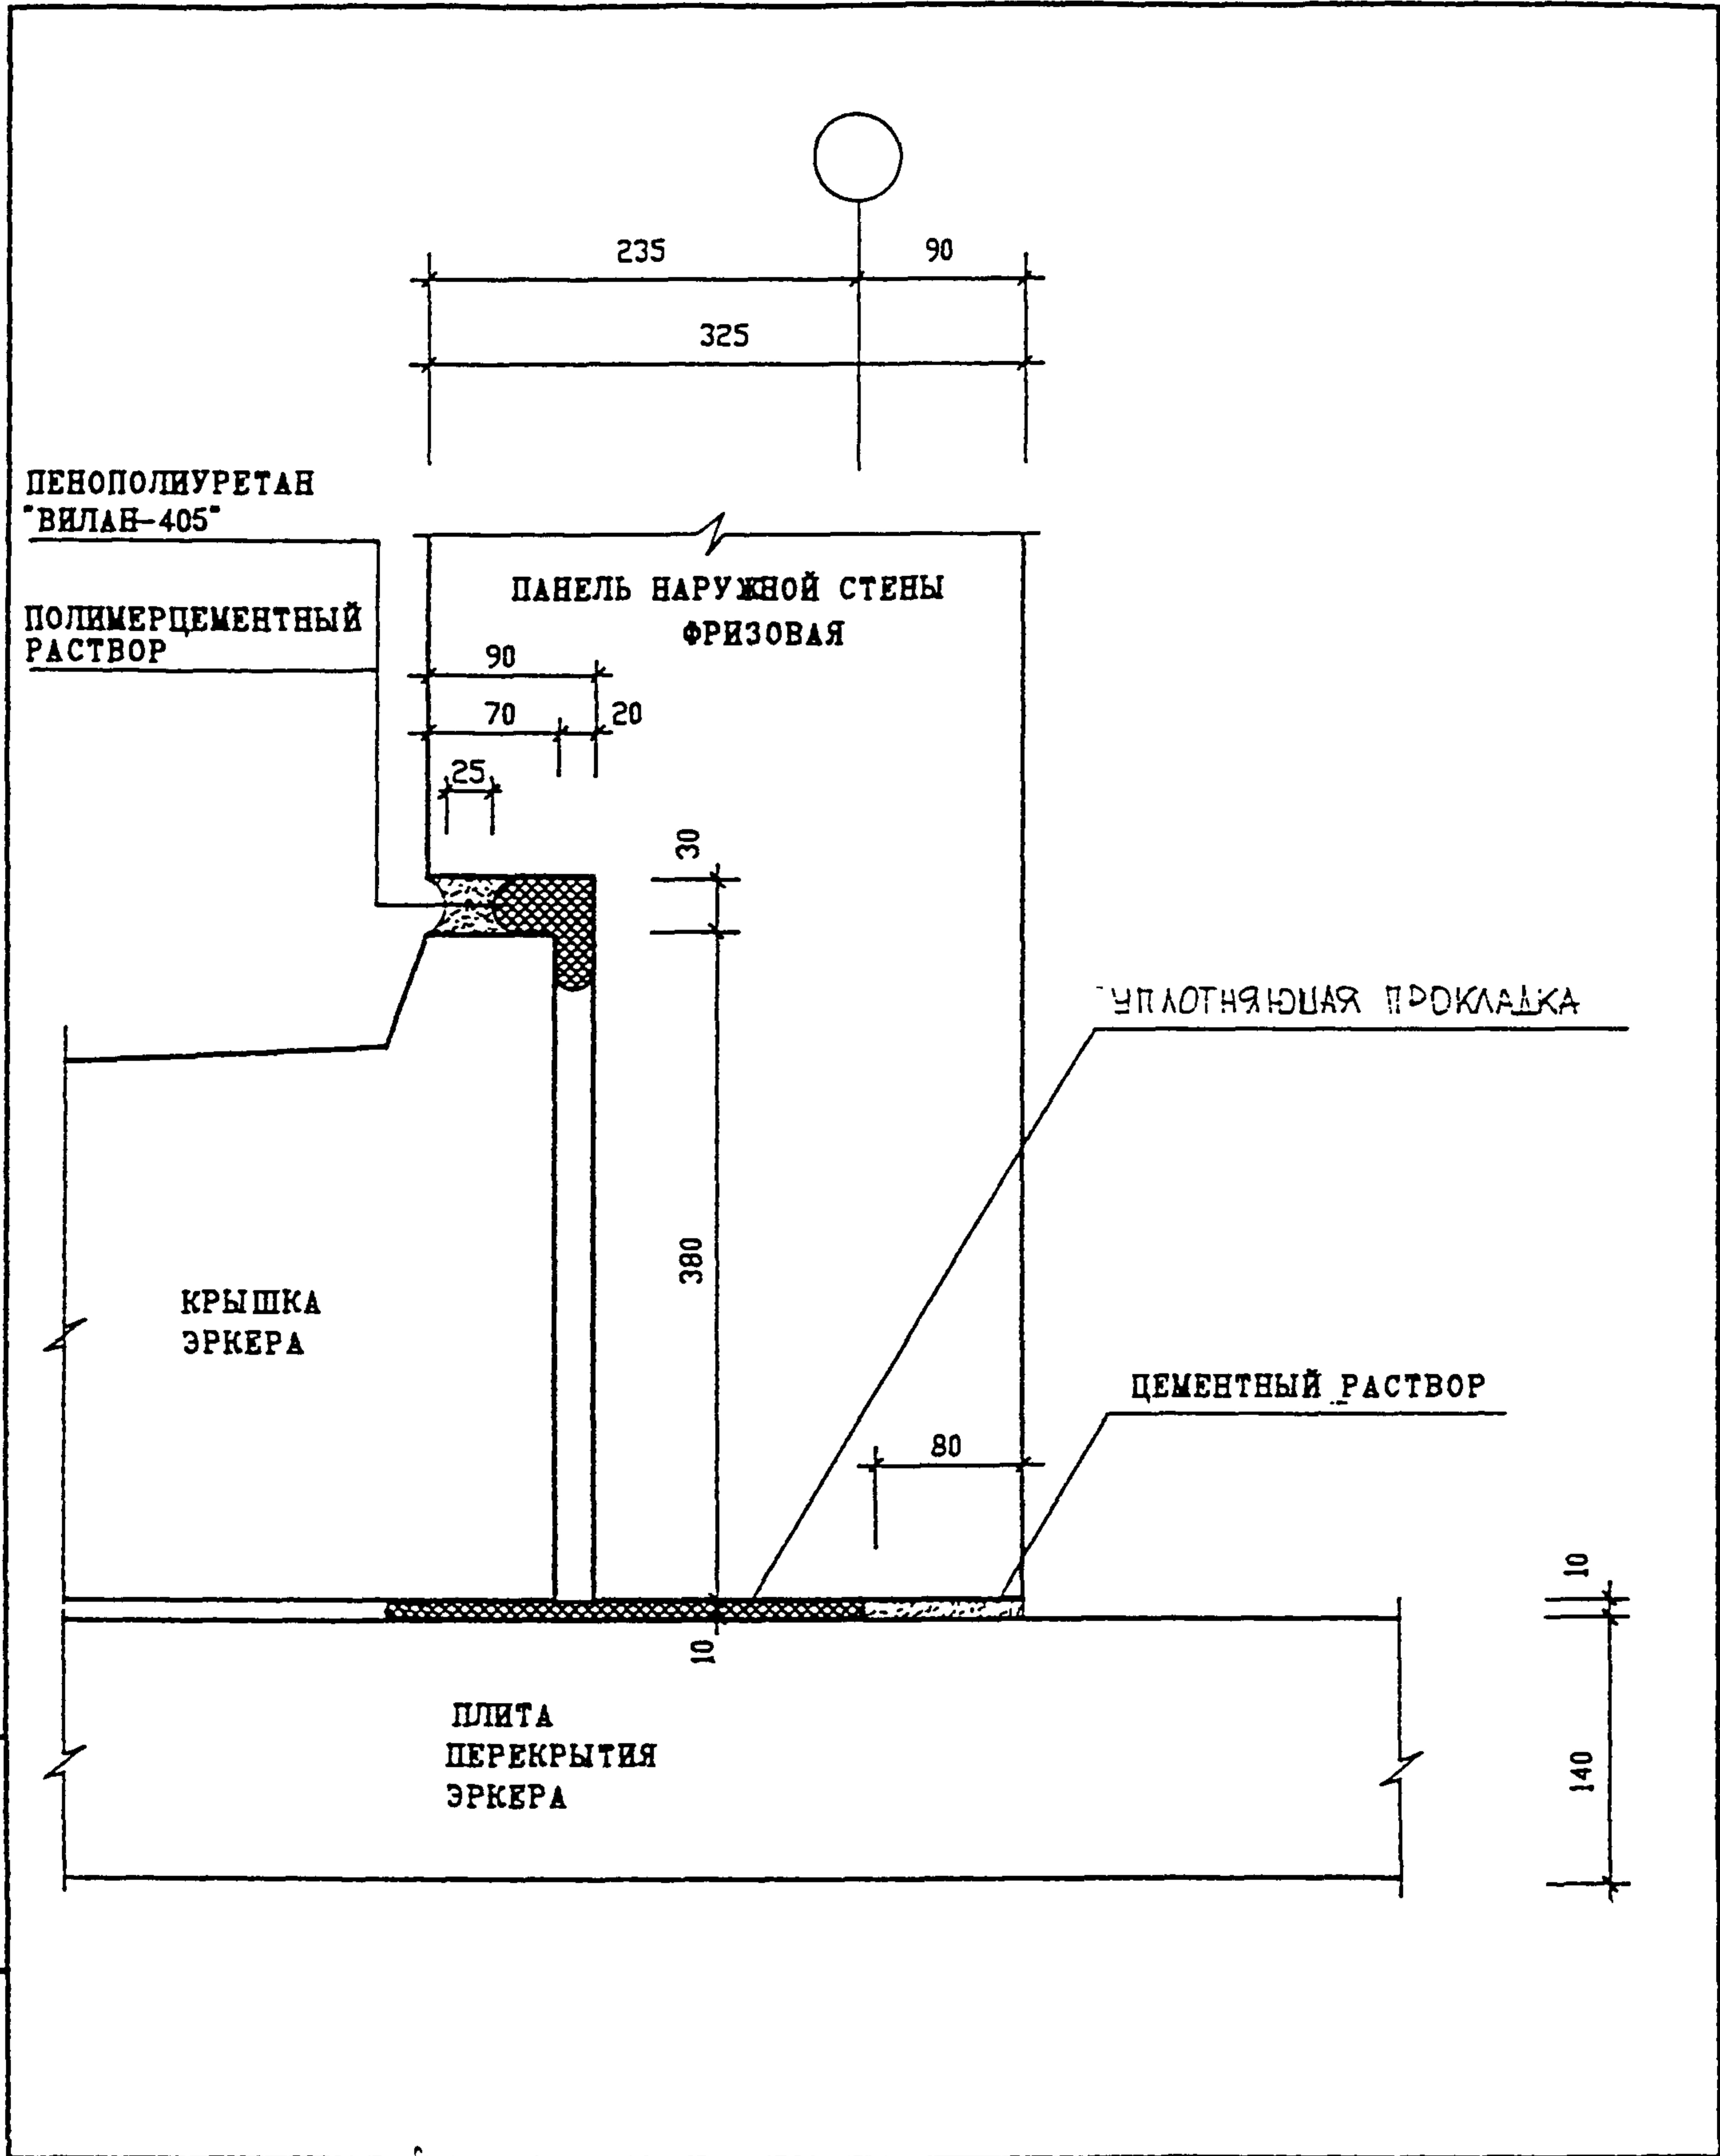 235
90
325
ПЕНОПОЛИУРЕТАН
"ВИЛАН-405"
ПАНЕЛЬ НАРУЖНОЙ СТЕНЫ
ФРИЗОВАЯ
ПОЛИМЕРЦЕМЕНТНЫЙ
РАСТВОР
90
70
20
25
30
УПЛОТНЯЮЩАЯ ПРОКЛАДКА
380
КРЫШКА
ЭРКЕРА
ЦЕМЕНТНЫЙ РАСТВОР
80
10
10
ПЛИТА
ПЕРЕКРЫТИЯ
ЭРКЕРА
140